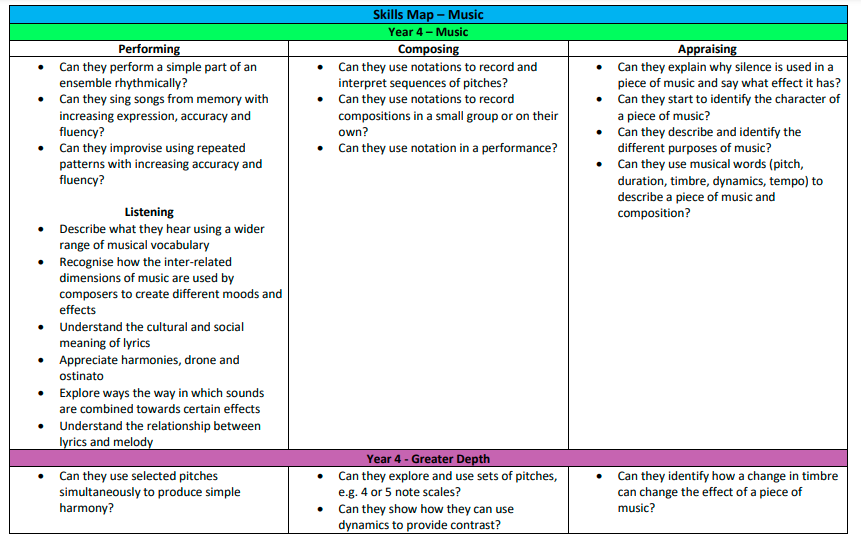 Skills Map – Music
Year 4 – Music
Performing
• Can they perform a simple part of an
ensemble rhythmically?
• Can they sing songs from memory with
increasing expression, accuracy and
fluency?
• Can they improvise using repeated
patterns with increasing accuracy and
fluency?
Listening
• Describe what they hear using a wider
range of musical vocabulary
• Recognise how the inter-related
dimensions of music are used by
composers to create different moods and
effects
• Understand the cultural and social
meaning of lyrics
• Appreciate harmonies, drone and
ostinato
• Explore ways the way in which sounds
are combined towards certain effects
• Understand the relationship between
lyrics and melody
Composing
• Can they use notations to record and
interpret sequences of pitches?
• Can they use notations to record
compositions in a small group or on their
own?
• Can they use notation in a performance?
Appraising
• Can they explain why silence is used in a
piece of music and say what effect it has?
• Can they start to identify the character of
a piece of music?
• Can they describe and identify the
different purposes of music?
• Can they use musical words (pitch,
duration, timbre, dynamics, tempo) to
describe a piece of music and
composition?
Year 4 - Greater Depth
• Can they use selected pitches
simultaneously to produce simple
harmony?
• Can they explore and use sets of pitches,
e.g. 4 or 5 note scales?
• Can they show how they can use
dynamics to provide contrast?
• Can they identify how a change in timbre
can change the effect of a piece of
music?